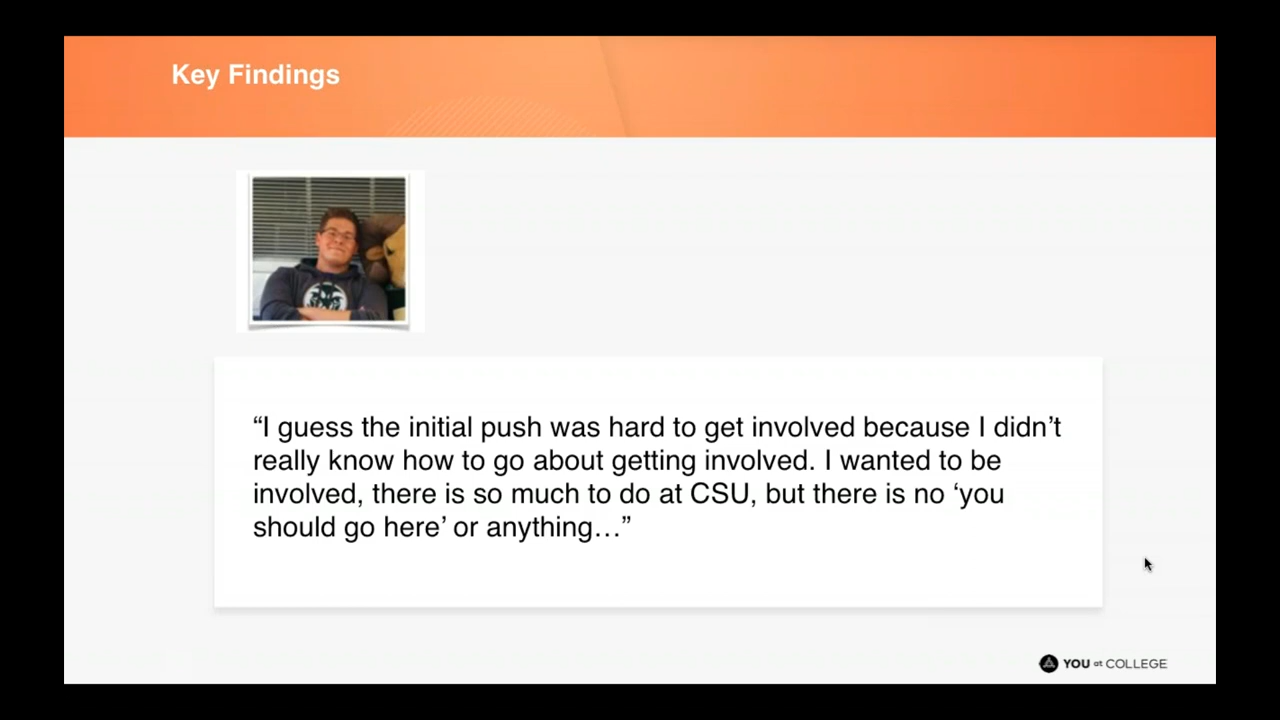 Key Findings
“I guess the initial push was hard to get involved because I didn’t
really know how to go about getting involved. I wanted to be
involved, there is so much to do at CSU, but there is no ‘you
should go here’ or anything…”
YOU at COLLEGE